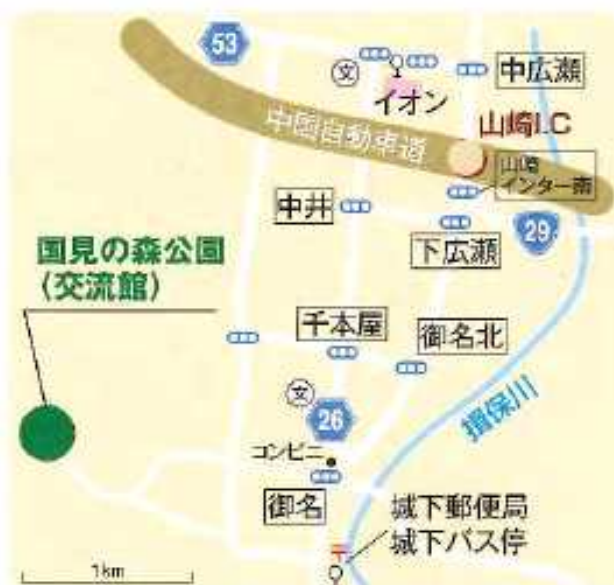 53
文
中広瀬
イオン
山崎I.C
中国自動車道
山崎
インター南
中井
下広瀬
29
国見の森公園
(交流館)
千本屋
御名北
文
26
揖保川
コンビニ
御名
城下郵便局
城下バス停
1km